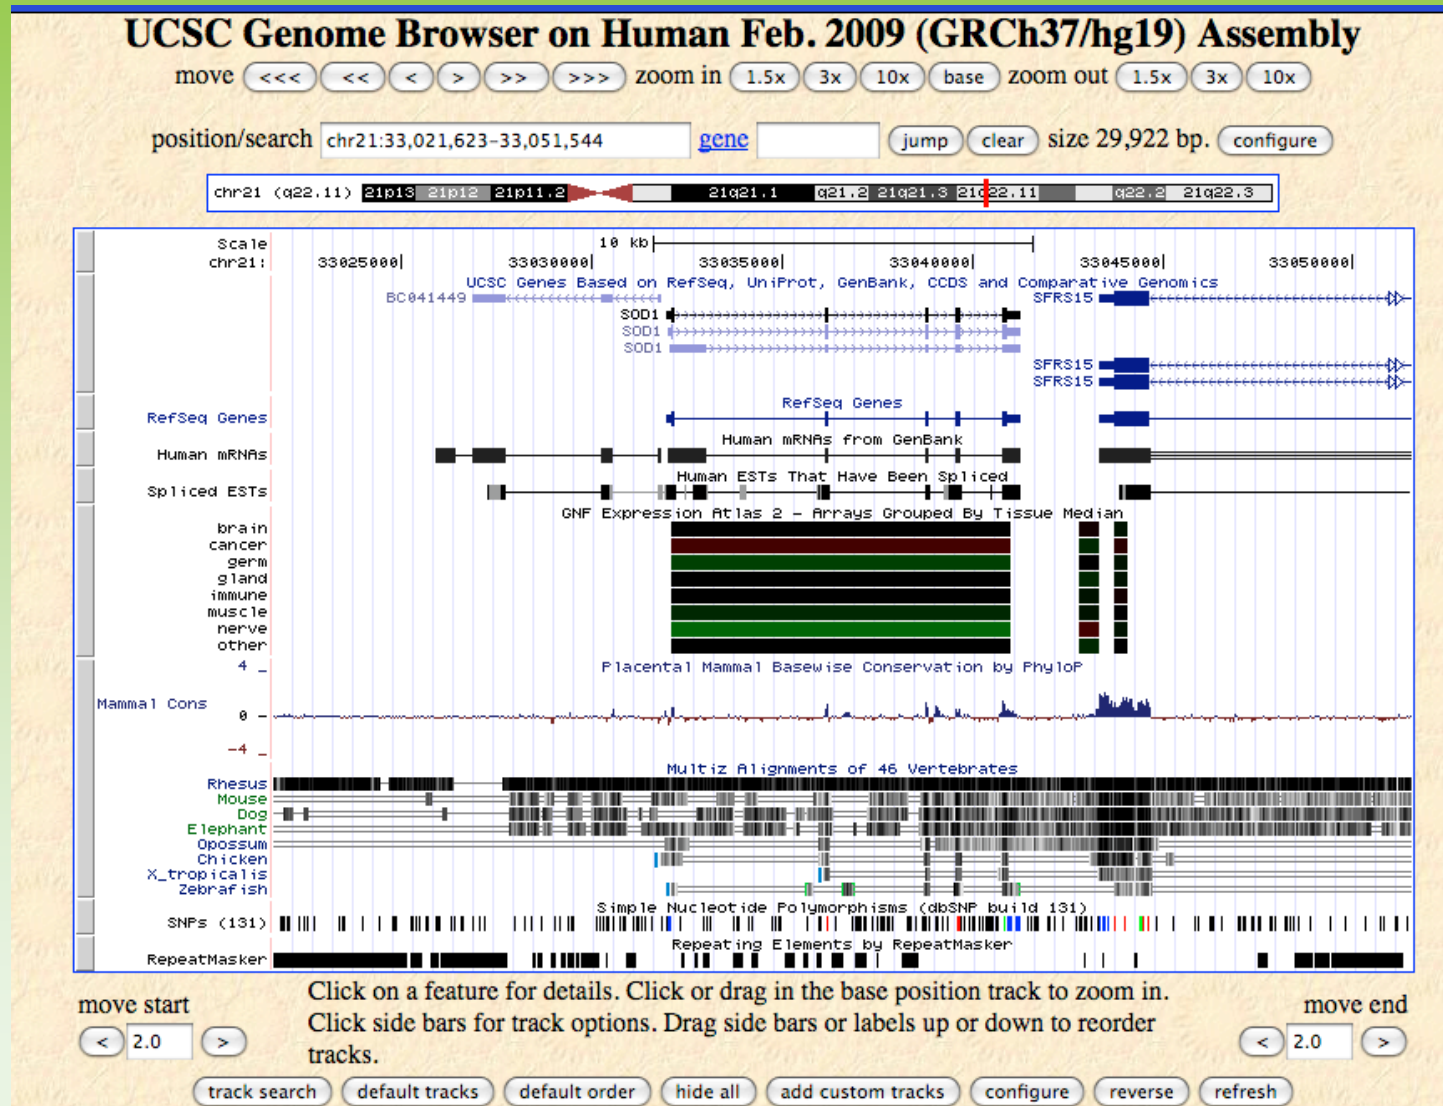 UCSC Genome Browser on Human Feb. 2009 (GRCh37/hg19) Assembly
move <<< << < > >> >>> zoom in 1.5x 3x 10x base zoom out 1.5x 3x 10x
position/search chr21:33,021,623-33,051,544 gene jump clear size 29,922 bp. configure
chr21 (q22.11) 21p13 21p12 21p11.2 21q21.1 q21.2 21q21.3 21q22.11 q22.2 21q22.3
Scale 10 kb
chr21: 33025000 33030000 33035000 33040000 33045000 33050000
UCSC Genes Based on RefSeq, UniProt, GenBank, CCDS and Comparative Genomics
BC041449 SFRS15
SOD1
SOD1
SOD1
SFRS15
SFRS15
RefSeq Genes
RefSeq Genes
Human mRNAs from GenBank
Human mRNAs
Human ESTs That Have Been Spliced
Spliced ESTs
GNF Expression Atlas 2 - Arrays Grouped By Tissue Median
brain
cancer
germ
gland
immune
muscle
nerve
other
Placental Mammal Basewise Conservation by PhyloP
4 _
Mammal Cons
0 -
-4 _
Multiz Alignments of 46 Vertebrates
Rhesus
Mouse
Dog
Elephant
Opossum
Chicken
X_tropicalis
Zebrafish
Simple Nucleotide Polymorphisms (dbSNP build 131)
SNPs (131)
Repeating Elements by RepeatMasker
RepeatMasker
move start
< 2.0 >
Click on a feature for details. Click or drag in the base position track to zoom in.
Click side bars for track options. Drag side bars or labels up or down to reorder
tracks.
move end
< 2.0 >
track search default tracks default order hide all add custom tracks configure reverse refresh